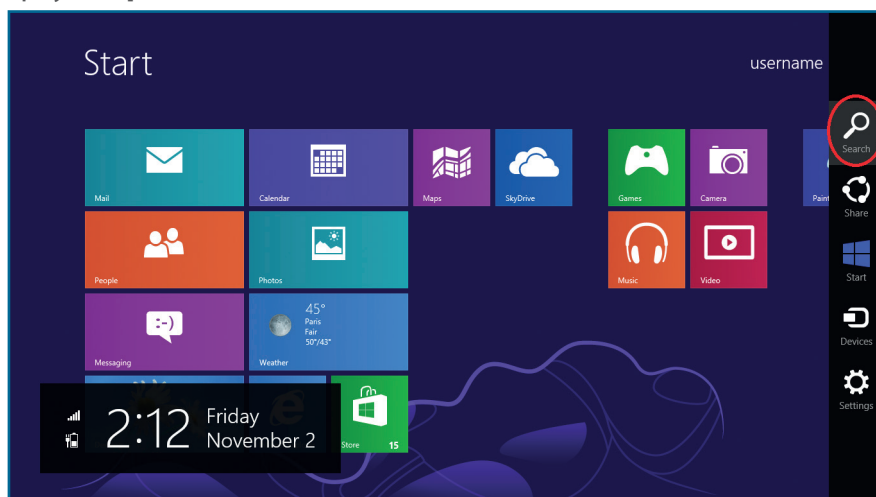 Start
username
Search
Share
Start
Devices
Settings
Mail
Calendar
Maps
SkyDrive
Games
Camera
Paint
People
Photos
Music
Video
Messaging
:-)
45°
Paris
Fair
50°/43°
Weather
Store 15
2:12 Friday
November 2